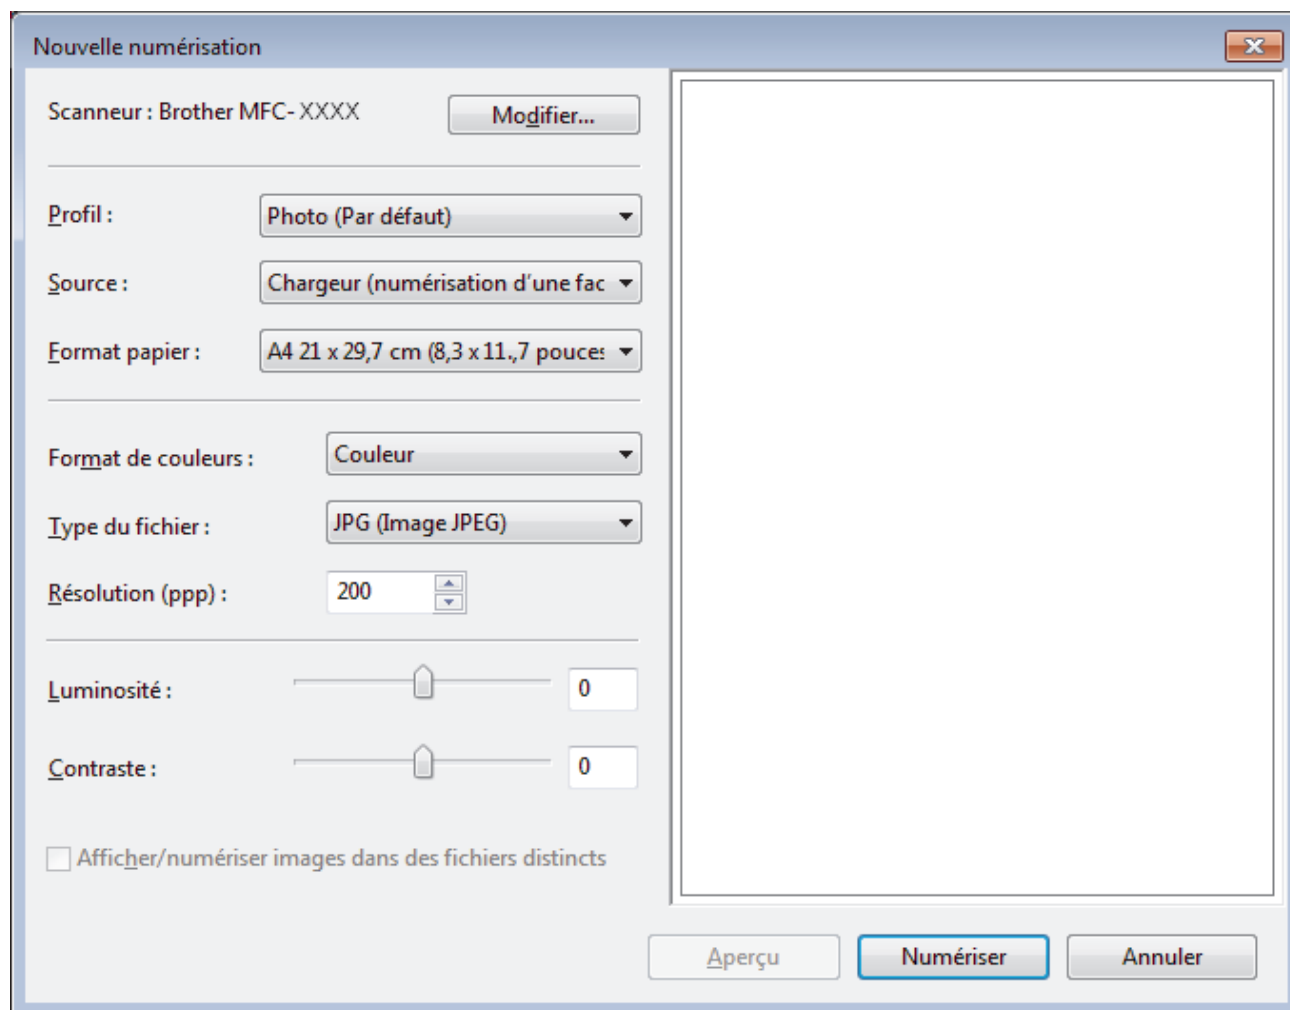 Nouvelle numérisation
Scanneur : Brother MFC- XXXX
Modifier...
Profil :
Photo (Par défaut)
Source :
Chargeur (numérisation d'une fac
Format papier :
A4 21 x 29,7 cm (8,3 x 11.,7 pouces
Format de couleurs :
Couleur
Type du fichier :
JPG (Image JPEG)
Résolution (ppp) :
200
Luminosité :
0
Contraste :
0
Afficher/numériser images dans des fichiers distincts
Aperçu
Numériser
Annuler